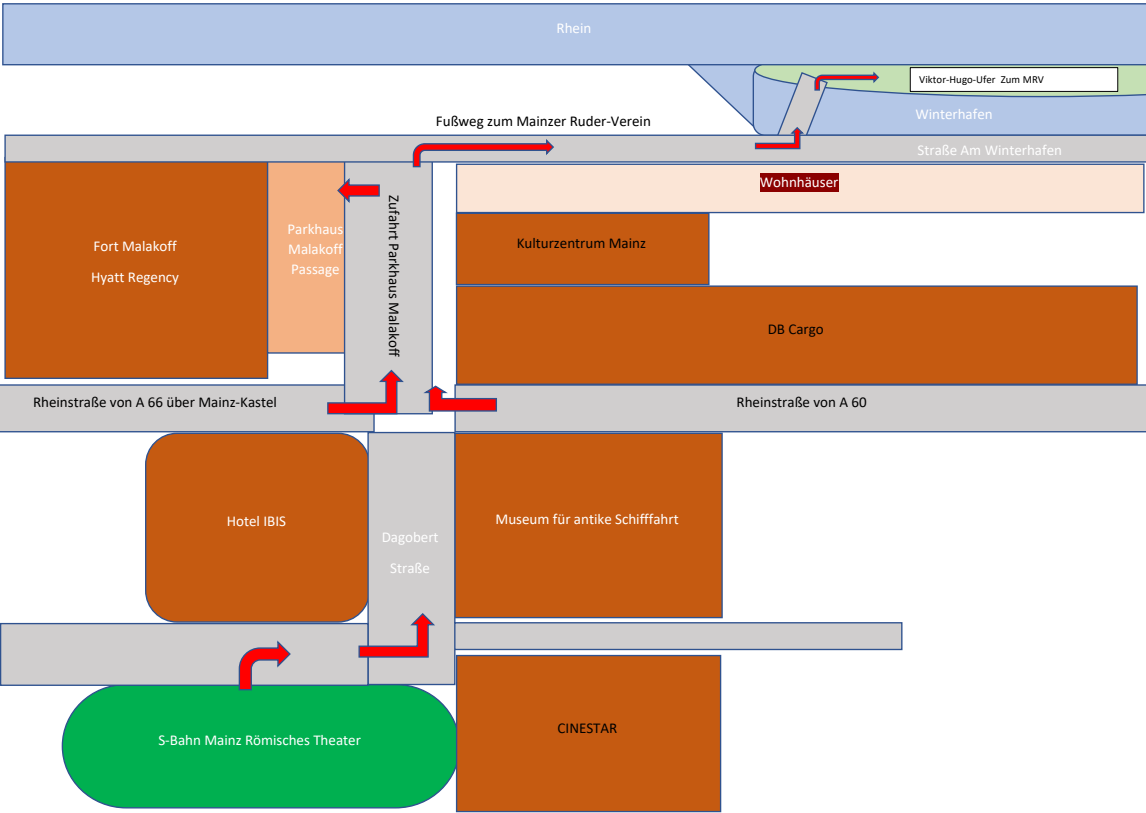 Rhein
Viktor-Hugo-Ufer Zum MRV
Winterhafen
Fußweg zum Mainzer Ruder-Verein
Straße Am Winterhafen
Wohnhäuser
Fort Malakoff
Hyatt Regency
Parkhaus
Malakoff
Passage
Zufahrt Parkhaus Malakoff
Kulturzentrum Mainz
DB Cargo
Rheinstraße von A 66 über Mainz-Kastel
Rheinstraße von A 60
Hotel IBIS
Dagobert
Straße
Museum für antike Schifffahrt
S-Bahn Mainz Römisches Theater
CINESTAR